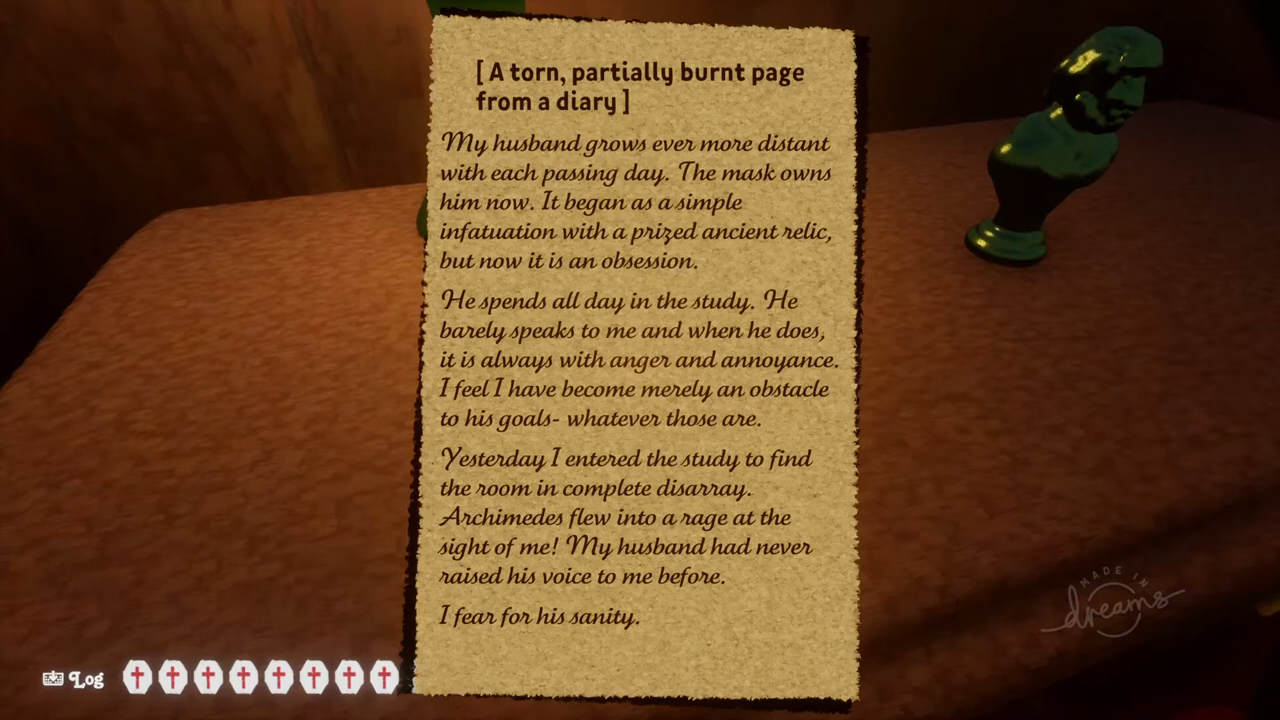 [ A torn, partially burnt page
from a diary ]
My husband grows ever more distant
with each passing day. The mask owns
him now. It began as a simple
infatuation with a prized ancient relic,
but now it is an obsession.
He spends all day in the study. He
barely speaks to me and when he does,
it is always with anger and annoyance.
I feel I have become merely an obstacle
to his goals- whatever those are.
Yesterday I entered the study to find
the room in complete disarray.
Archimedes flew into a rage at the
sight of me! My husband had never
raised his voice to me before.
I fear for his sanity.
MADE IN
dreams
Log